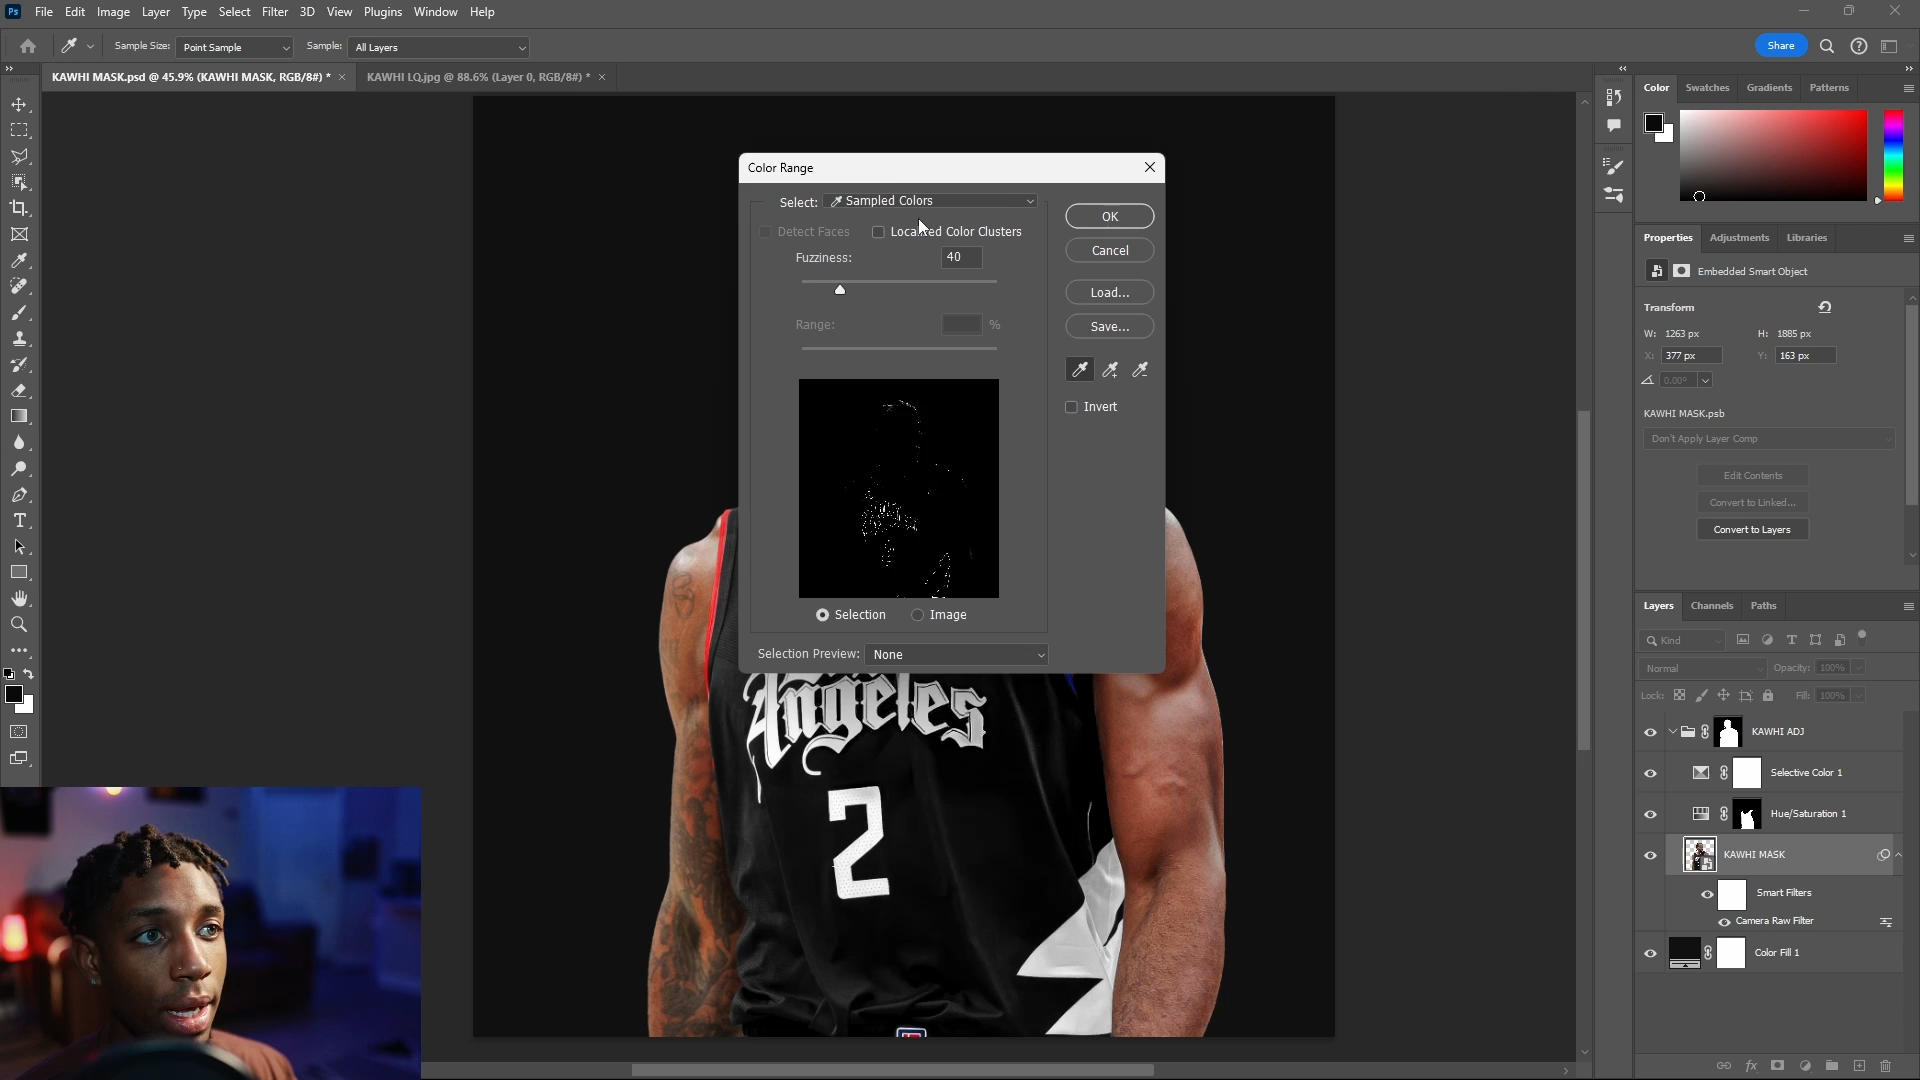 Ps File Edit Image Layer Type Select Filter 3D View Plugins Window Help
Sample Size: Point Sample Sample: All Layers Share
KAWHI MASK.psd @ 45.9% (KAWHI MASK, RGB/8#) * KAWHI LQ.jpg @ 88.6% (Layer 0, RGB/8#) *
Color Swatches Gradients Patterns
Color Range
Select: Sampled Colors
OK
Detect Faces Localized Color Clusters
Fuzziness: 40
Cancel
Load...
Range: %
Save...
Invert
Selection Image
Selection Preview: None
Properties Adjustments Libraries
Embedded Smart Object
Transform
W: 1263 px H: 1885 px
X: 377 px Y: 163 px
0.00°
KAWHI MASK.psb
Don't Apply Layer Comp
Edit Contents
Convert to Linked...
Convert to Layers
Layers Channels Paths
Kind
Normal Opacity: 100%
Lock: Fill: 100%
KAWHI ADJ
Selective Color 1
Hue/Saturation 1
KAWHI MASK
Smart Filters
Camera Raw Filter
Color Fill 1
fx
Angeles
2